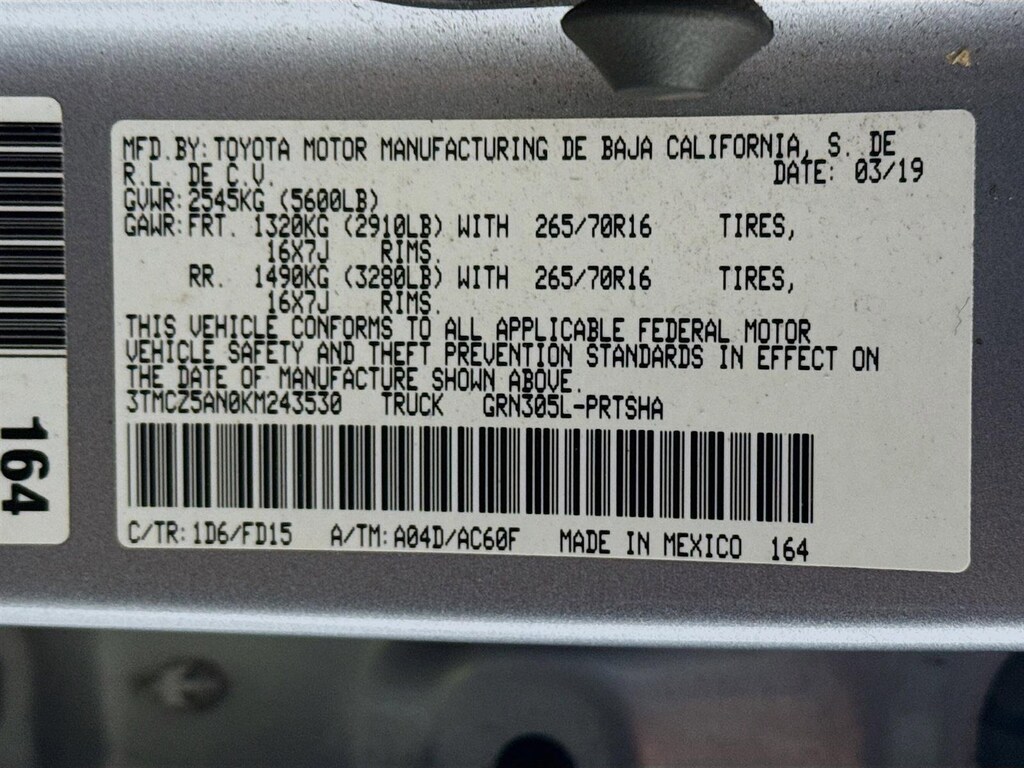 MFD.BY: TOYOTA MOTOR MANUFACTURING DE BAJA CALIFORNIA, S. DE
R.L. DE C.V. DATE: 03/19
GVWR: 2545KG (5600LB)
GAWR: FRT. 1320KG (2910LB) WITH 265/70R16 TIRES,
16X7J RIMS.
RR. 1490KG (3280LB) WITH 265/70R16 TIRES,
16X7J RIMS.
THIS VEHICLE CONFORMS TO ALL APPLICABLE FEDERAL MOTOR
VEHICLE SAFETY AND THEFT PREVENTION STANDARDS IN EFFECT ON
THE DATE OF MANUFACTURE SHOWN ABOVE.
3TMCZ5AN0KM243530 TRUCK GRN305L-PRTSHA
C/TR: 1D6/FD15 A/TM: A04D/AC60F MADE IN MEXICO 164
164